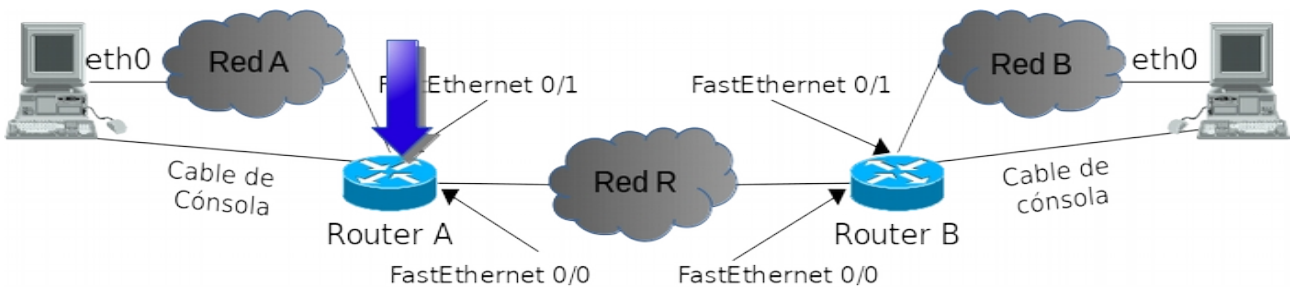 eth0
Red A
FastEthernet 0/1
FastEthernet 0/1
Red B
eth0
Cable de
Cónsola
Red R
Cable de
cónsola
Router A
Router B
FastEthernet 0/0
FastEthernet 0/0